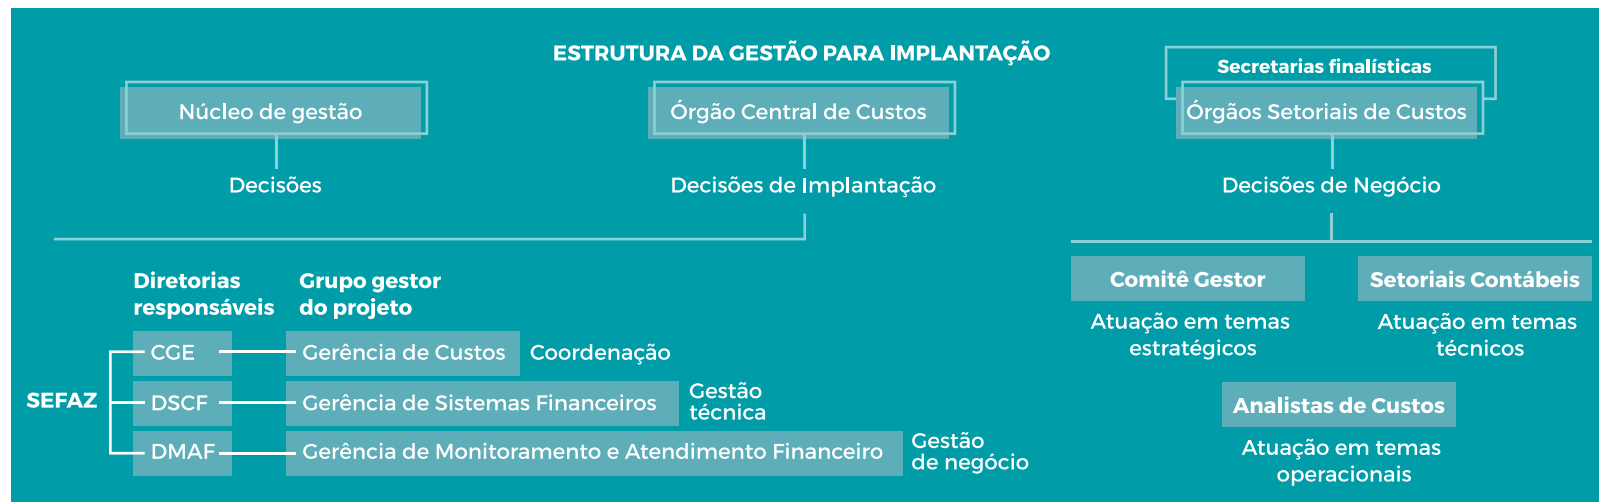 ESTRUTURA DA GESTÃO PARA IMPLANTAÇÃO
Núcleo de gestão
Decisões
Órgão Central de Custos
Decisões de Implantação
Secretarias finalísticas
Órgãos Setoriais de Custos
Decisões de Negócio
Diretorias
responsáveis
Grupo gestor
do projeto
SEFAZ
CGE
Gerência de Custos
Coordenação
DSCF
Gerência de Sistemas Financeiros
Gestão
técnica
DMAF
Gerência de Monitoramento e Atendimento Financeiro
Gestão
de negócio
Comitê Gestor
Atuação em temas
estratégicos
Setoriais Contábeis
Atuação em temas
técnicos
Analistas de Custos
Atuação em temas
operacionais